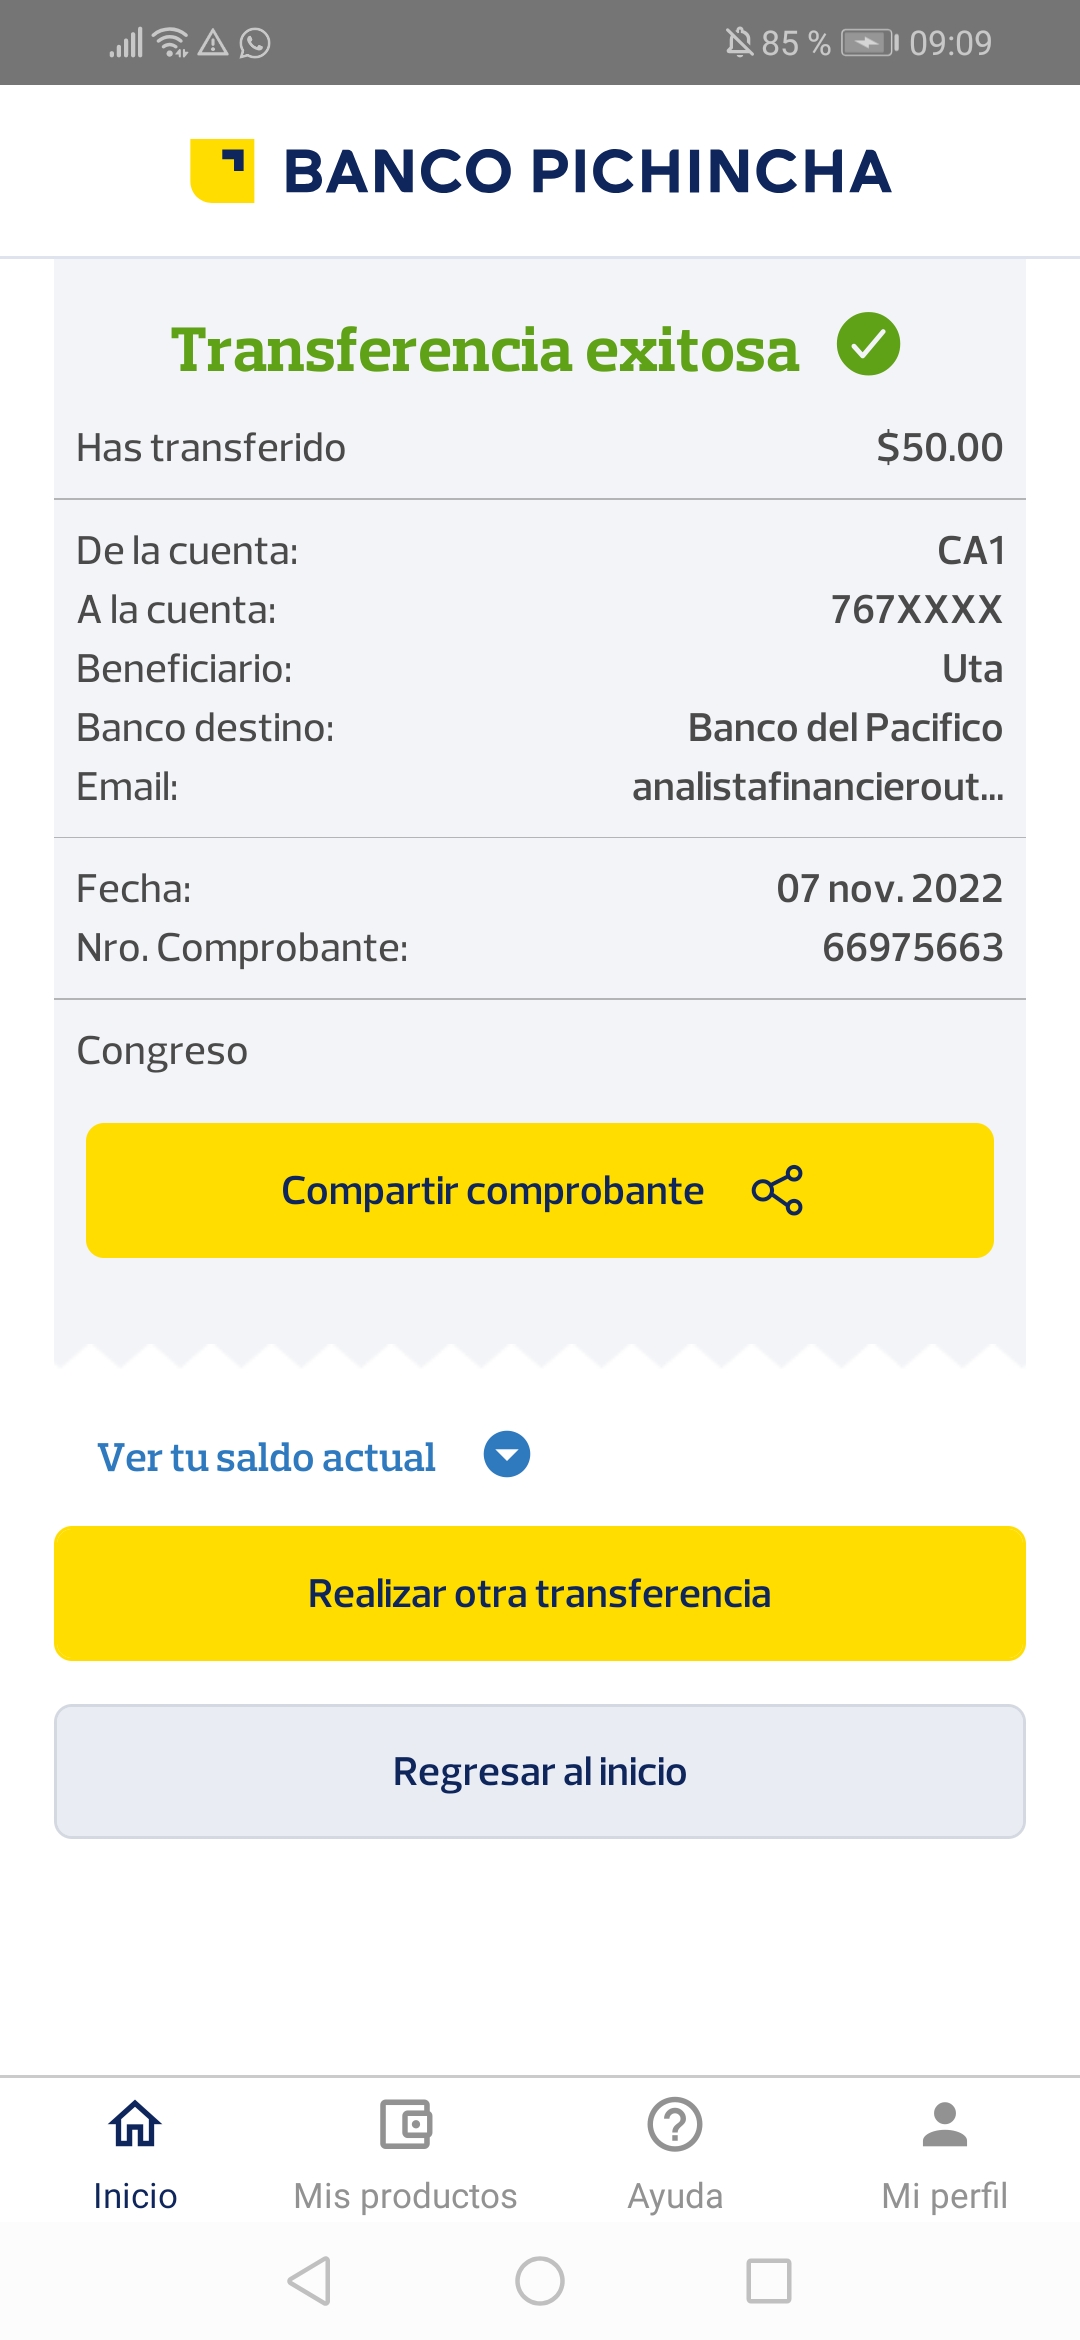 85 % 09:09
BANCO PICHINCHA
Transferencia exitosa
Has transferido $50.00
De la cuenta: CA1
A la cuenta: 767XXXX
Beneficiario: Uta
Banco destino: Banco del Pacifico
Email: analistafinancierout...
Fecha: 07 nov. 2022
Nro. Comprobante: 66975663
Congreso
Compartir comprobante
Ver tu saldo actual
Realizar otra transferencia
Regresar al inicio
Inicio Mis productos Ayuda Mi perfil